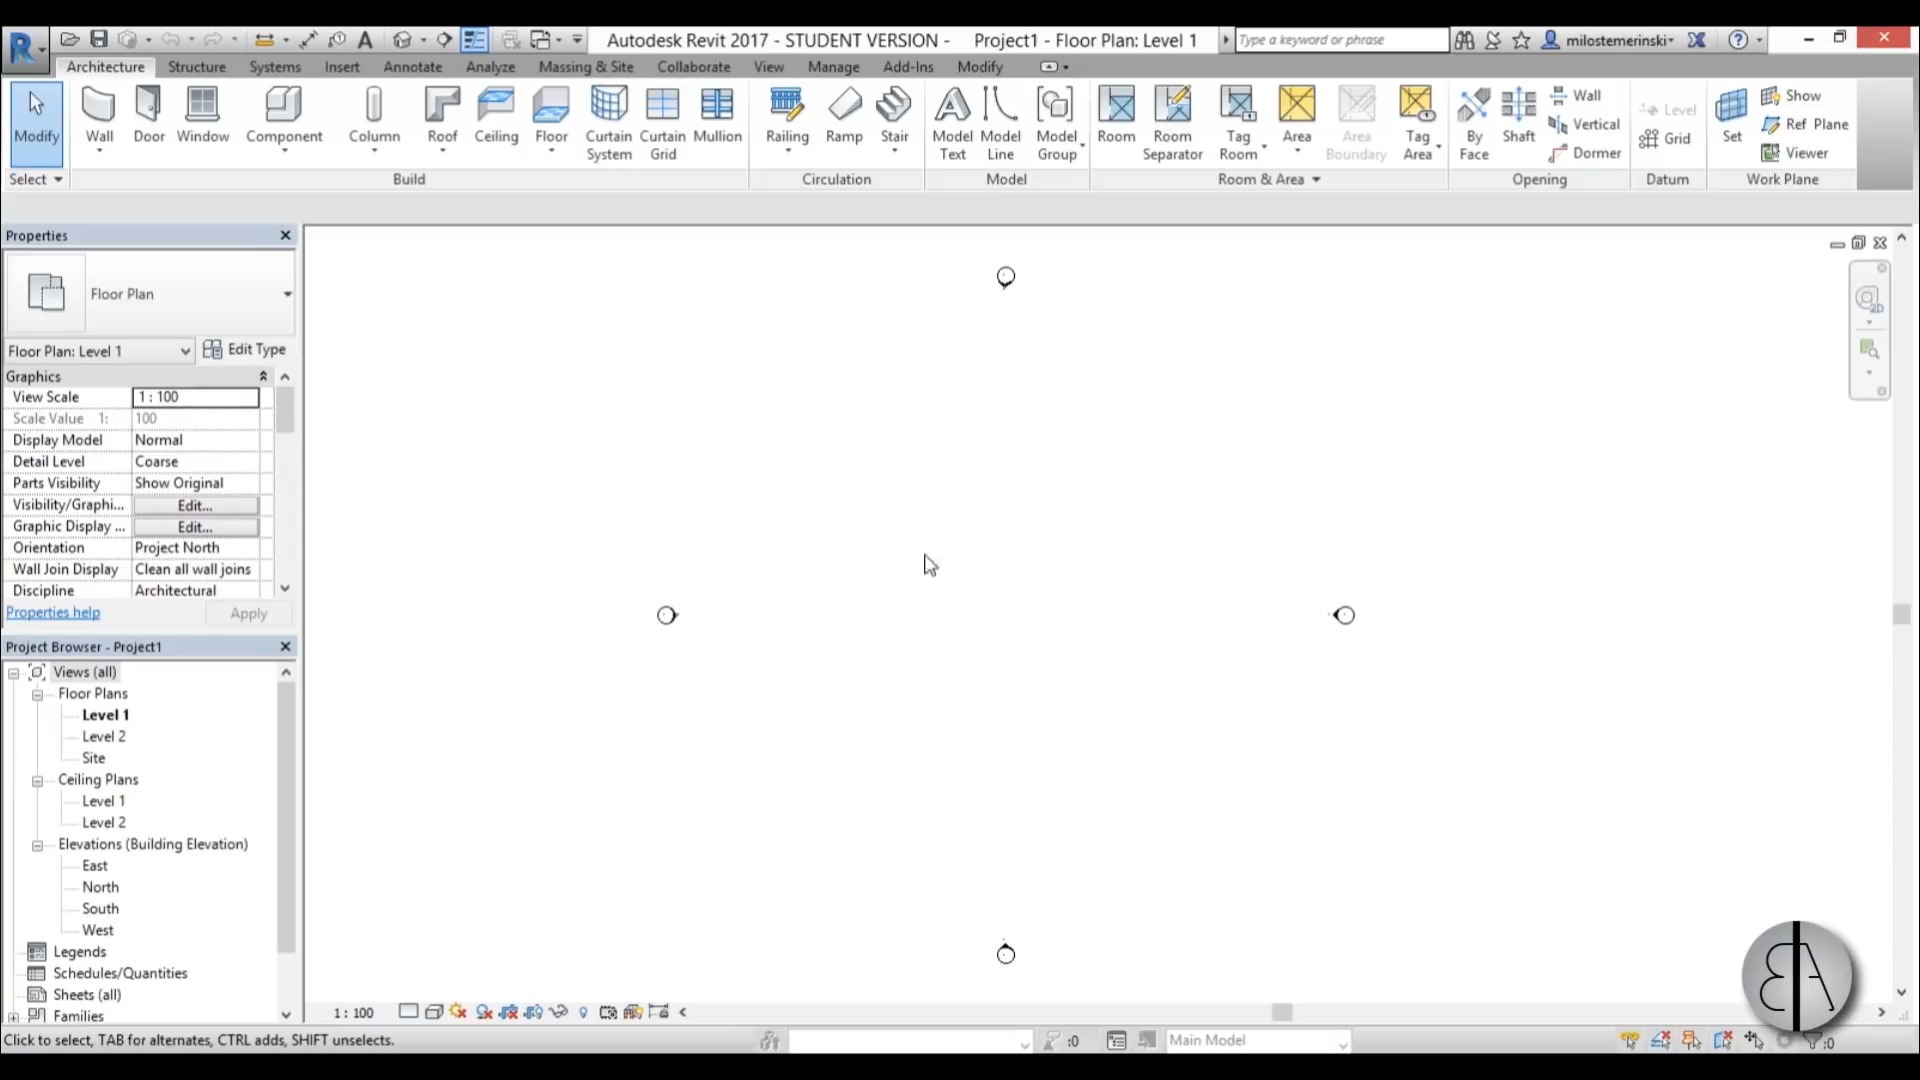 Autodesk Revit 2017 - STUDENT VERSION - Project1 - Floor Plan: Level 1
Type a keyword or phrase
milostemerinski
Architecture Structure Systems Insert Annotate Analyze Massing & Site Collaborate View Manage Add-Ins Modify
Modify Wall Door Window Component Column Roof Ceiling Floor Curtain System Curtain Grid Mullion Railing Ramp Stair Model Text Model Line Model Group Room Room Separator Tag Room Area Area Boundary Tag Area By Face Shaft Wall Vertical Dormer Level Grid Set Show Ref Plane Viewer
Select Build Circulation Model Room & Area Opening Datum Work Plane
Properties
Floor Plan
Floor Plan: Level 1 Edit Type
Graphics
View Scale 1 : 100
Scale Value 1: 100
Display Model Normal
Detail Level Coarse
Parts Visibility Show Original
Visibility/Graphi... Edit...
Graphic Display ... Edit...
Orientation Project North
Wall Join Display Clean all wall joins
Discipline Architectural
Properties help Apply
Project Browser - Project1
Views (all)
Floor Plans
Level 1
Level 2
Site
Ceiling Plans
Level 1
Level 2
Elevations (Building Elevation)
East
North
South
West
Legends
Schedules/Quantities
Sheets (all)
Families
2D
1 : 100
Click to select, TAB for alternates, CTRL adds, SHIFT unselects.
:0
Main Model
:0